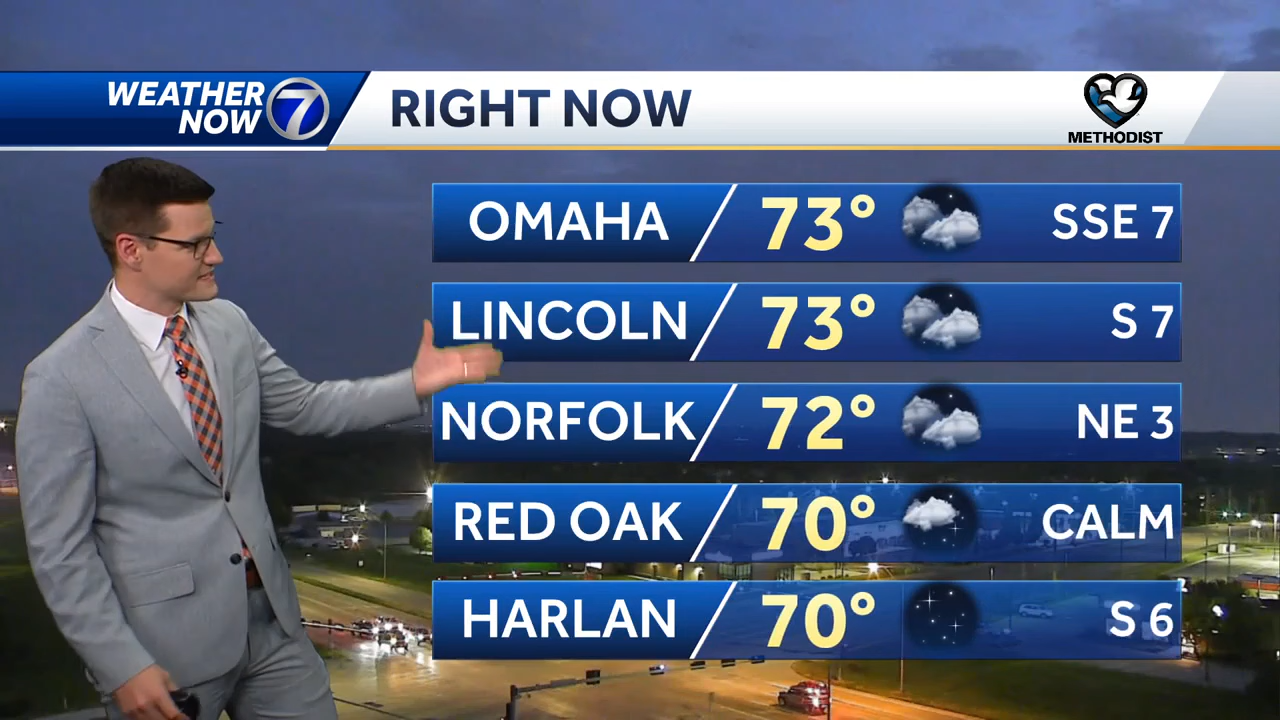 WEATHER
NOW 7
RIGHT NOW
METHODIST
OMAHA 73° SSE 7
LINCOLN 73° S 7
NORFOLK 72° NE 3
RED OAK 70° CALM
HARLAN 70° S 6